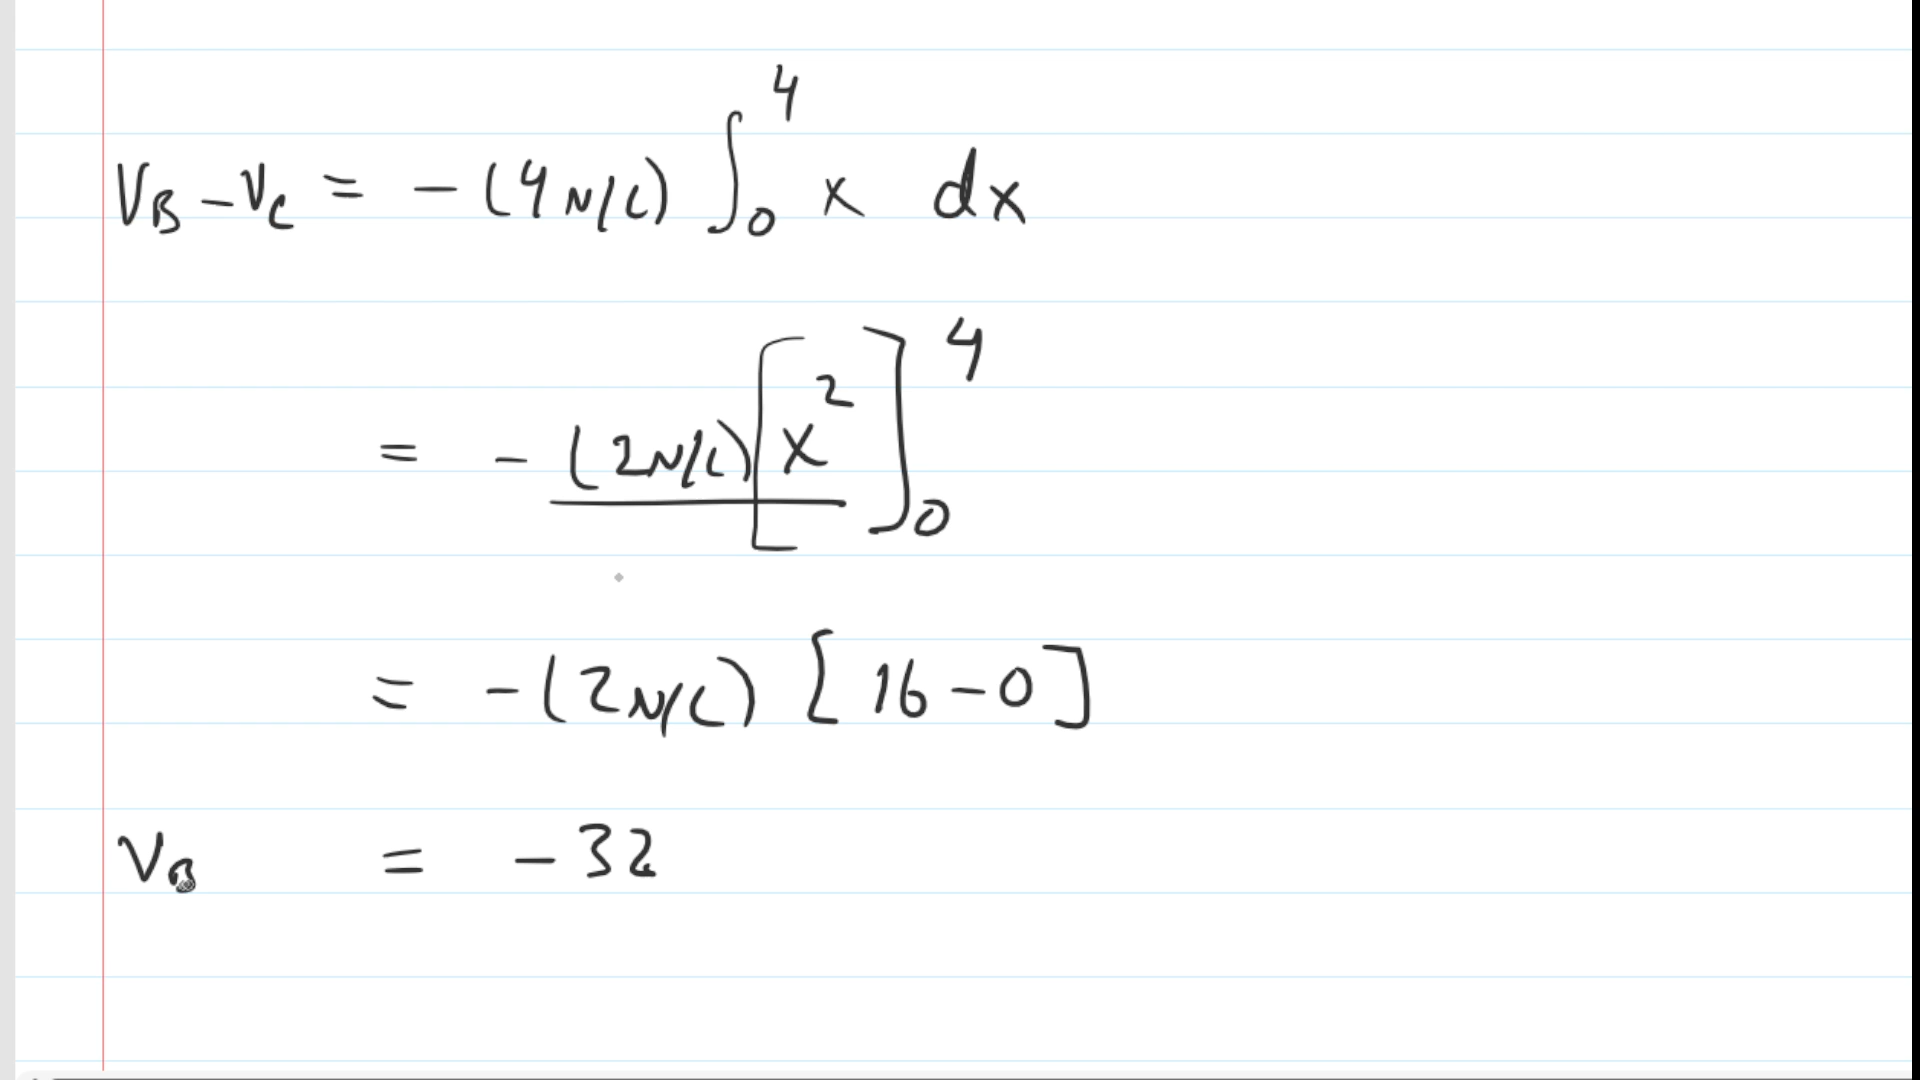 V_B - V_C = - (4 N/C) ∫_0^4 x dx
= - (2 N/C) [x^2]_0^4
= - (2 N/C) [16 - 0]
V_B = - 32